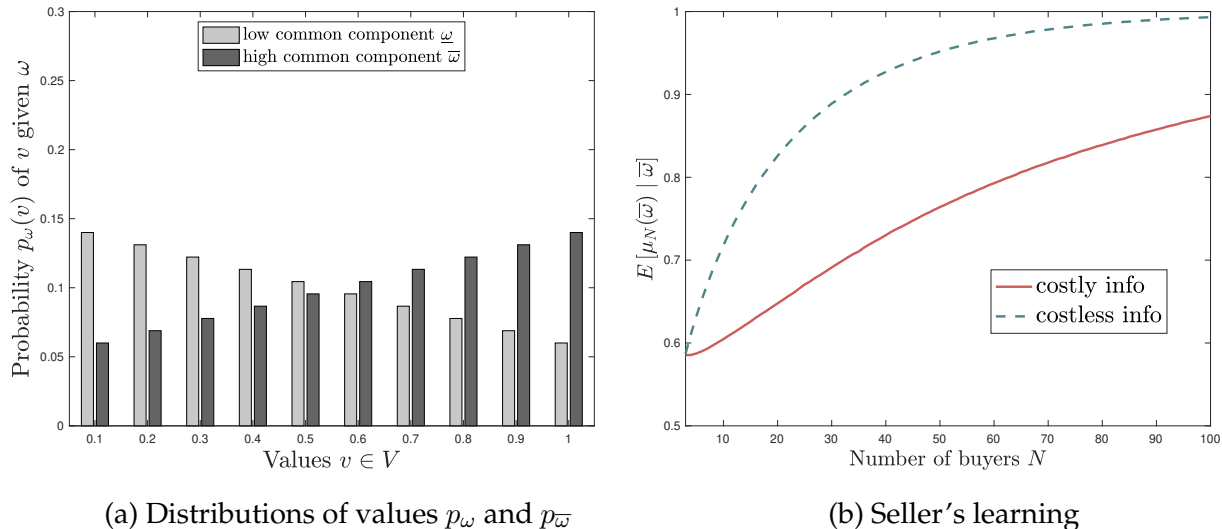 Probability p_ω(v) of v given ω
0.3
0.25
0.2
0.15
0.1
0.05
0
low common component ω̲
high common component ω̅
0.1 0.2 0.3 0.4 0.5 0.6 0.7 0.8 0.9 1
Values v ∈ V
(a) Distributions of values p_ω and p_ω̅
E [μ_N(ω̅) | ω̅]
1
0.9
0.8
0.7
0.6
0.5
costly info
costless info
10 20 30 40 50 60 70 80 90 100
Number of buyers N
(b) Seller's learning